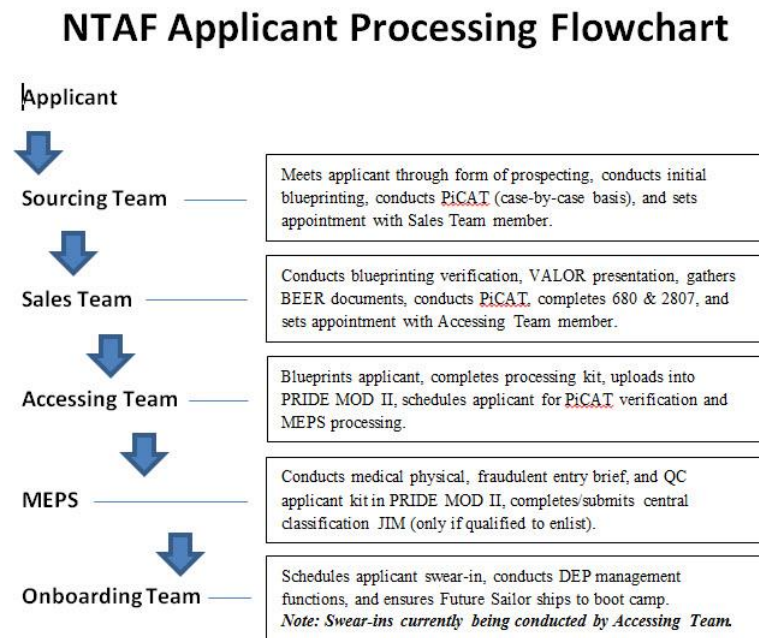 NTAF Applicant Processing Flowchart
Applicant
Sourcing Team
Meets applicant through form of prospecting, conducts initial
blueprinting, conducts PiCAT (case-by-case basis), and sets
appointment with Sales Team member.
Sales Team
Conducts blueprinting verification, VALOR presentation, gathers
BEER documents, conducts PiCAT, completes 680 & 2807, and
sets appointment with Accessing Team member.
Accessing Team
Blueprints applicant, completes processing kit, uploads into
PRIDE MOD II, schedules applicant for PiCAT verification and
MEPS processing.
MEPS
Conducts medical physical, fraudulent entry brief, and QC
applicant kit in PRIDE MOD II, completes/submits central
classification JIM (only if qualified to enlist).
Onboarding Team
Schedules applicant swear-in, conducts DEP management
functions, and ensures Future Sailor ships to boot camp.
Note: Swear-ins currently being conducted by Accessing Team.